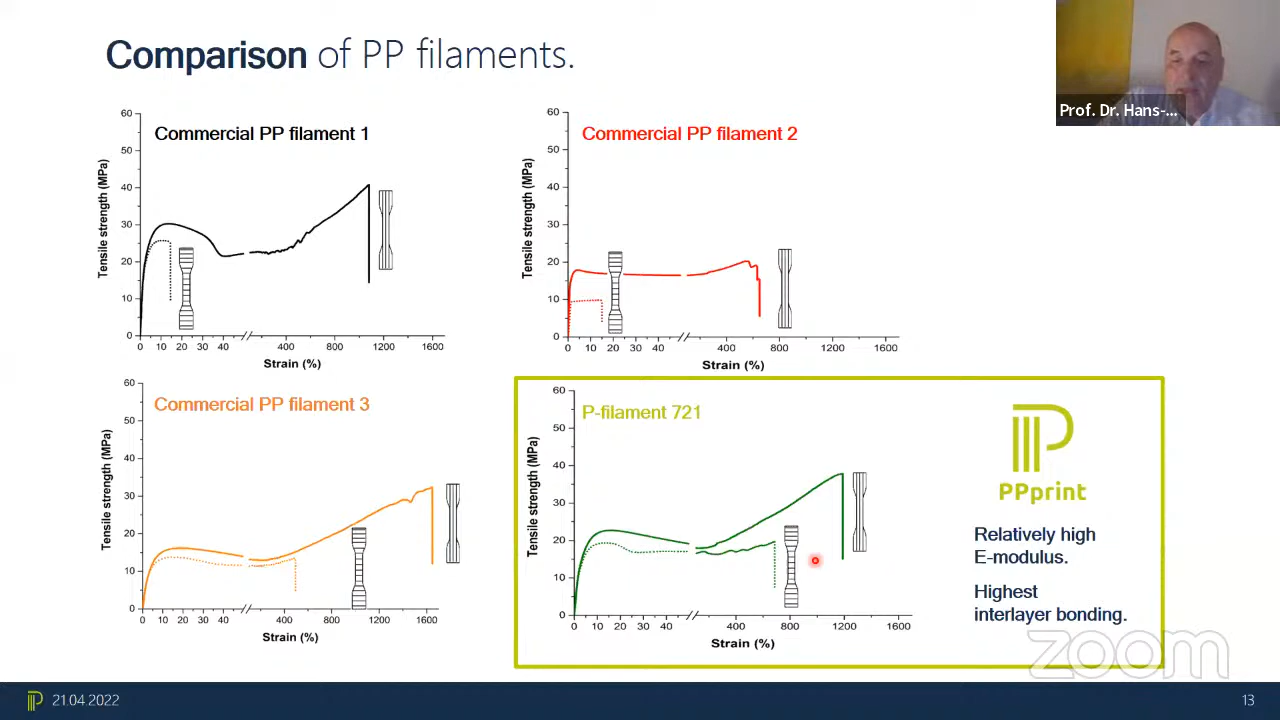 Comparison of PP filaments.
Prof. Dr. Hans-...
Commercial PP filament 1
Tensile strength (MPa)
60
50
40
30
20
10
0
0 10 20 30 40 400 800 1200 1600
Strain (%)
Commercial PP filament 2
Tensile strength (MPa)
60
50
40
30
20
10
0
0 10 20 30 40 400 800 1200 1600
Strain (%)
Commercial PP filament 3
Tensile strength (MPa)
60
50
40
30
20
10
0
0 10 20 30 40 400 800 1200 1600
Strain (%)
P-filament 721
Tensile strength (MPa)
60
50
40
30
20
10
0
0 10 20 30 40 400 800 1200 1600
Strain (%)
PPprint
Relatively high
E-modulus.
Highest
interlayer bonding.
zoom
21.04.2022
13